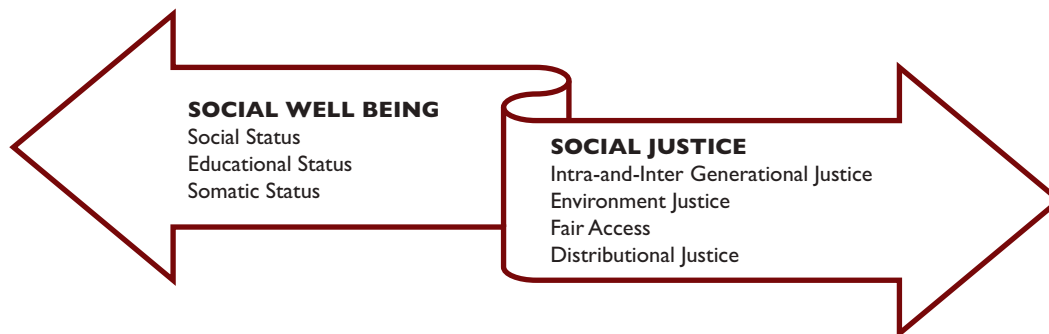 SOCIAL WELL BEING
Social Status
Educational Status
Somatic Status
SOCIAL JUSTICE
Intra-and-Inter Generational Justice
Environment Justice
Fair Access
Distributional Justice